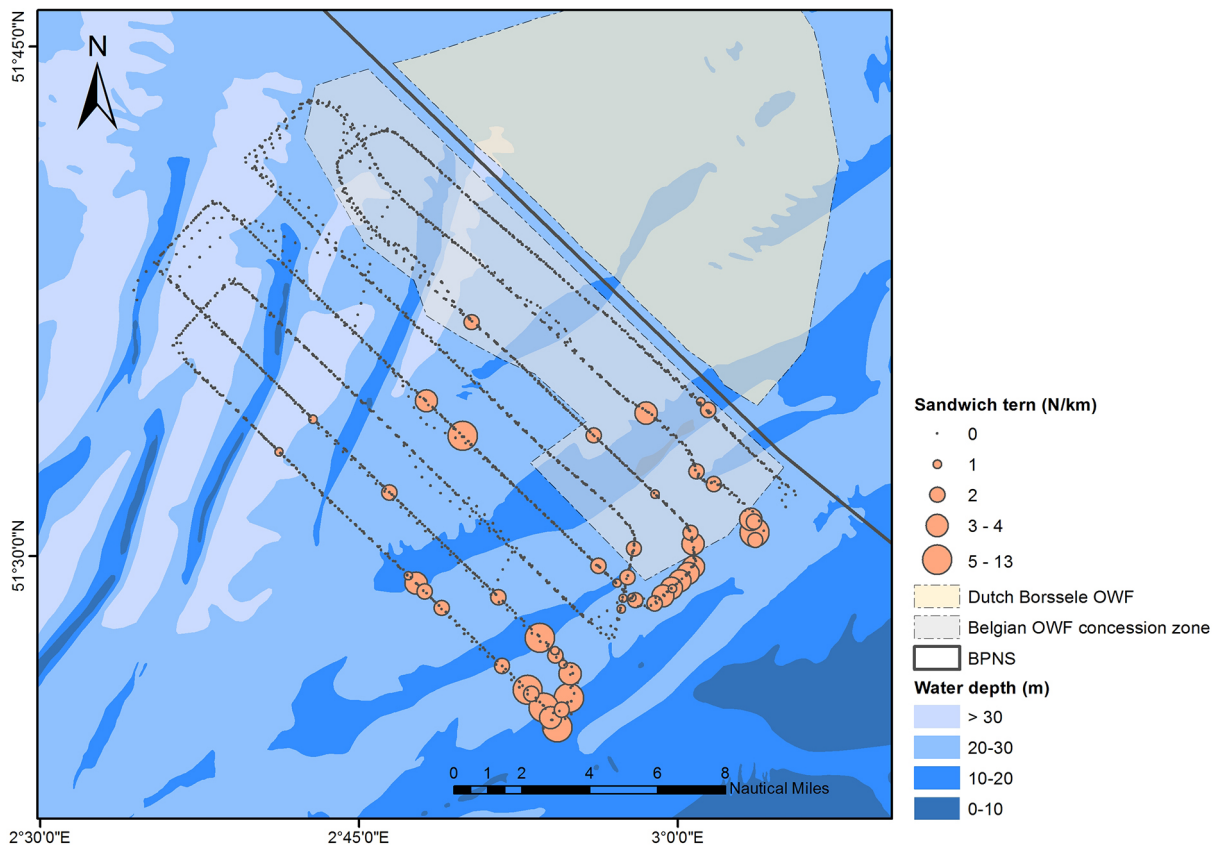 51°45'0"N
N
51°30'0"N
2°30'0"E
2°45'0"E
3°0'0"E
0 1 2 4 6 8
Nautical Miles
Sandwich tern (N/km)
0
1
2
3 - 4
5 - 13
Dutch Borssele OWF
Belgian OWF concession zone
BPNS
Water depth (m)
> 30
20-30
10-20
0-10